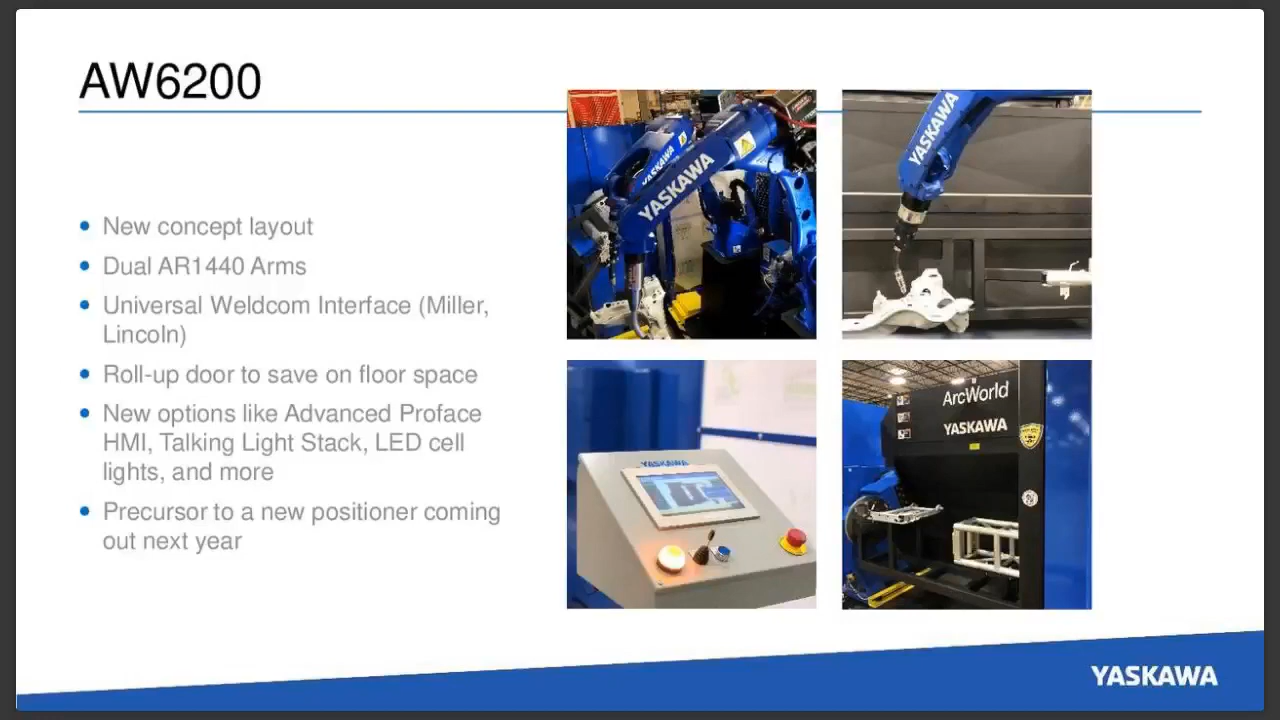 AW6200
New concept layout
Dual AR1440 Arms
Universal Weldcom Interface (Miller,
Lincoln)
Roll-up door to save on floor space
New options like Advanced Proface
HMI, Talking Light Stack, LED cell
lights, and more
Precursor to a new positioner coming
out next year
YASKAWA
YASKAWA
YASKAWA
YASKAWA
ArcWorld
YASKAWA
YASKAWA